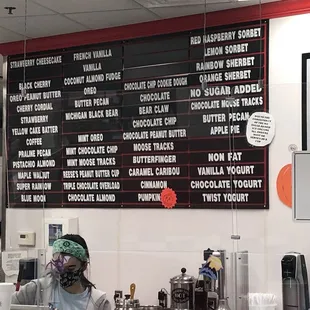 STRAWBERRY CHEESECAKE
BLACK CHERRY
OREO PEPPERMINT
CHERRY CORDIAL
STRAWBERRY
YELLOW CAKE BATTER
COFFEE
PRALINE PECAN
PISTACHIO ALMOND
MAPLE WALNUT
SUPER RAINBOW
BLUE MOON
FRENCH VANILLA
VANILLA
COCONUT ALMOND FUDGE
OREO
BUTTER PECAN
MICHIGAN BLACK BEAR
MINT OREO
MINT CHOCOLATE CHIP
MINT MOOSE TRACKS
REESE'S PEANUT BUTTER CUP
TRIPLE CHOCOLATE OVERLOAD
CHOCOLATE ALMOND
CHOCOLATE CHIP COOKIE DOUGH
CHOCOLATE
BEAR CLAW
CHOCOLATE CHIP
CHOCOLATE PEANUT BUTTER
MOOSE TRACKS
BUTTERFINGER
CARAMEL CARIBOU
CINNAMON
PUMPKIN
RED RASPBERRY SORBET
LEMON SORBET
RAINBOW SHERBET
ORANGE SHERBET
NO SUGAR ADDED
CHOCOLATE MOOSE TRACKS
BUTTER PECAN
APPLE PIE
NON FAT
VANILLA YOGURT
CHOCOLATE YOGURT
TWIST YOGURT